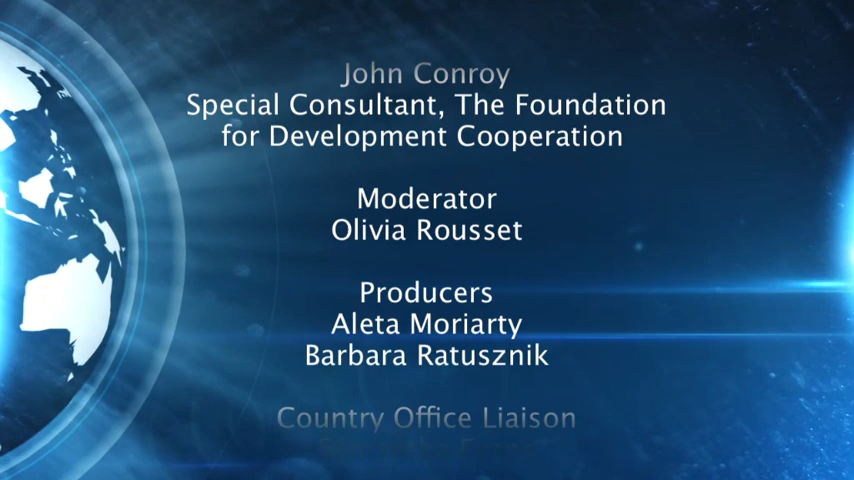 John Conroy
Special Consultant, The Foundation
for Development Cooperation
Moderator
Olivia Rousset
Producers
Aleta Moriarty
Barbara Ratusznik
Country Office Liaison